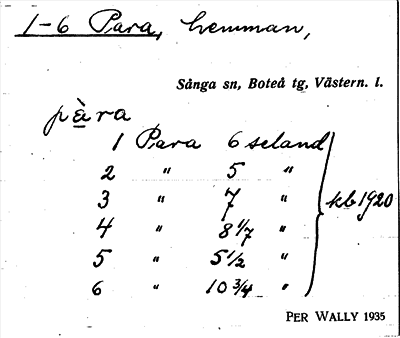 1-6 Para, hemman,
Sånga sn, Boteå tg, Västern. l.
pàra
1 Para 6 seland
2 " 5 "
3 " 7 "
4 " 8 1/7 "
5 " 5 1/2 "
6 " 10 3/4 "
kb 1920
PER WALLY 1935